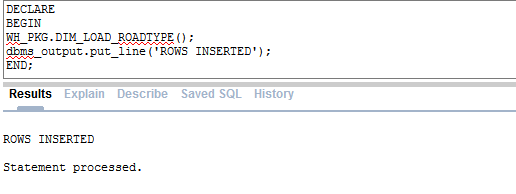 DECLARE
BEGIN
WH_PKG.DIM_LOAD_ROADTYPE();
dbms_output.put_line('ROWS INSERTED');
END;
Results Explain Describe Saved SQL History
ROWS INSERTED
Statement processed.